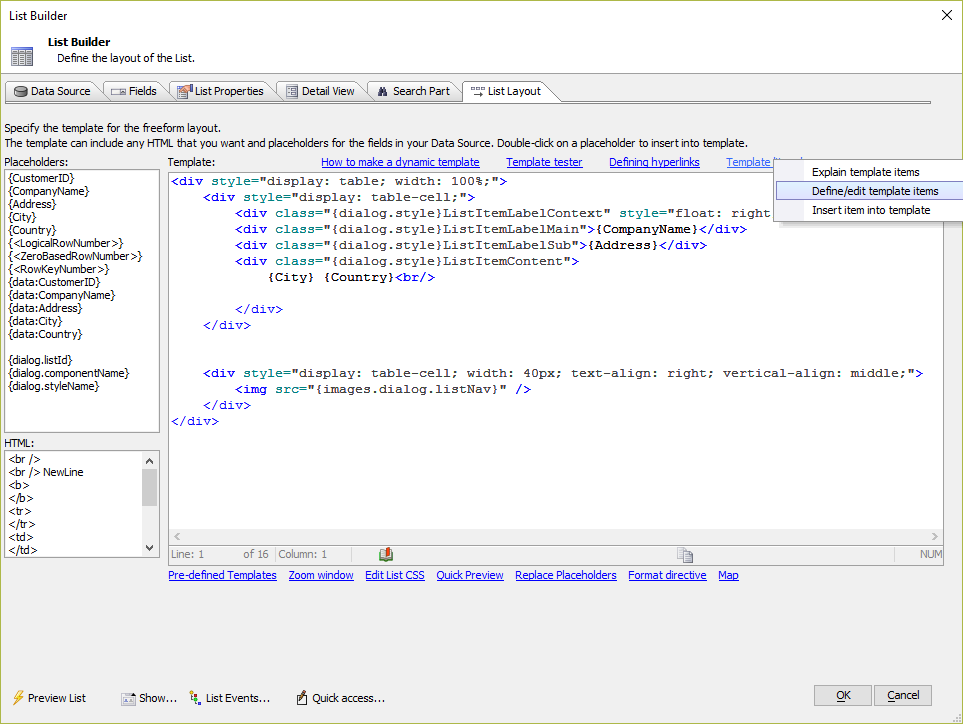 List Builder
List Builder
Define the layout of the List.
Data Source Fields List Properties Detail View Search Part List Layout
Specify the template for the freeform layout.
The template can include any HTML that you want and placeholders for the fields in your Data Source. Double-click on a placeholder to insert into template.
Placeholders:
{CustomerID}
{CompanyName}
{Address}
{City}
{Country}
{<LogicalRowNumber>}
{<ZeroBasedRowNumber>}
{<RowKeyNumber>}
{data:CustomerID}
{data:CompanyName}
{data:Address}
{data:City}
{data:Country}
{dialog.listId}
{dialog.componentName}
{dialog.styleName}
HTML:
<br />
<br /> NewLine
<b>
</b>
<tr>
</tr>
<td>
</td>
Template: How to make a dynamic template Template tester Defining hyperlinks Template
Explain template items
Define/edit template items
Insert item into template
<div style="display: table; width: 100%;">
<div style="display: table-cell;">
<div class="{dialog.style}ListItemLabelContext" style="float: right
<div class="{dialog.style}ListItemLabelMain">{CompanyName}</div>
<div class="{dialog.style}ListItemLabelSub">{Address}</div>
<div class="{dialog.style}ListItemContent">
{City} {Country}<br/>
</div>
</div>
<div style="display: table-cell; width: 40px; text-align: right; vertical-align: middle;">
<img src="{images.dialog.listNav}" />
</div>
</div>
Line: 1 of 16 Column: 1 NUM
Pre-defined Templates Zoom window Edit List CSS Quick Preview Replace Placeholders Format directive Map
Preview List Show... List Events... Quick access... OK Cancel